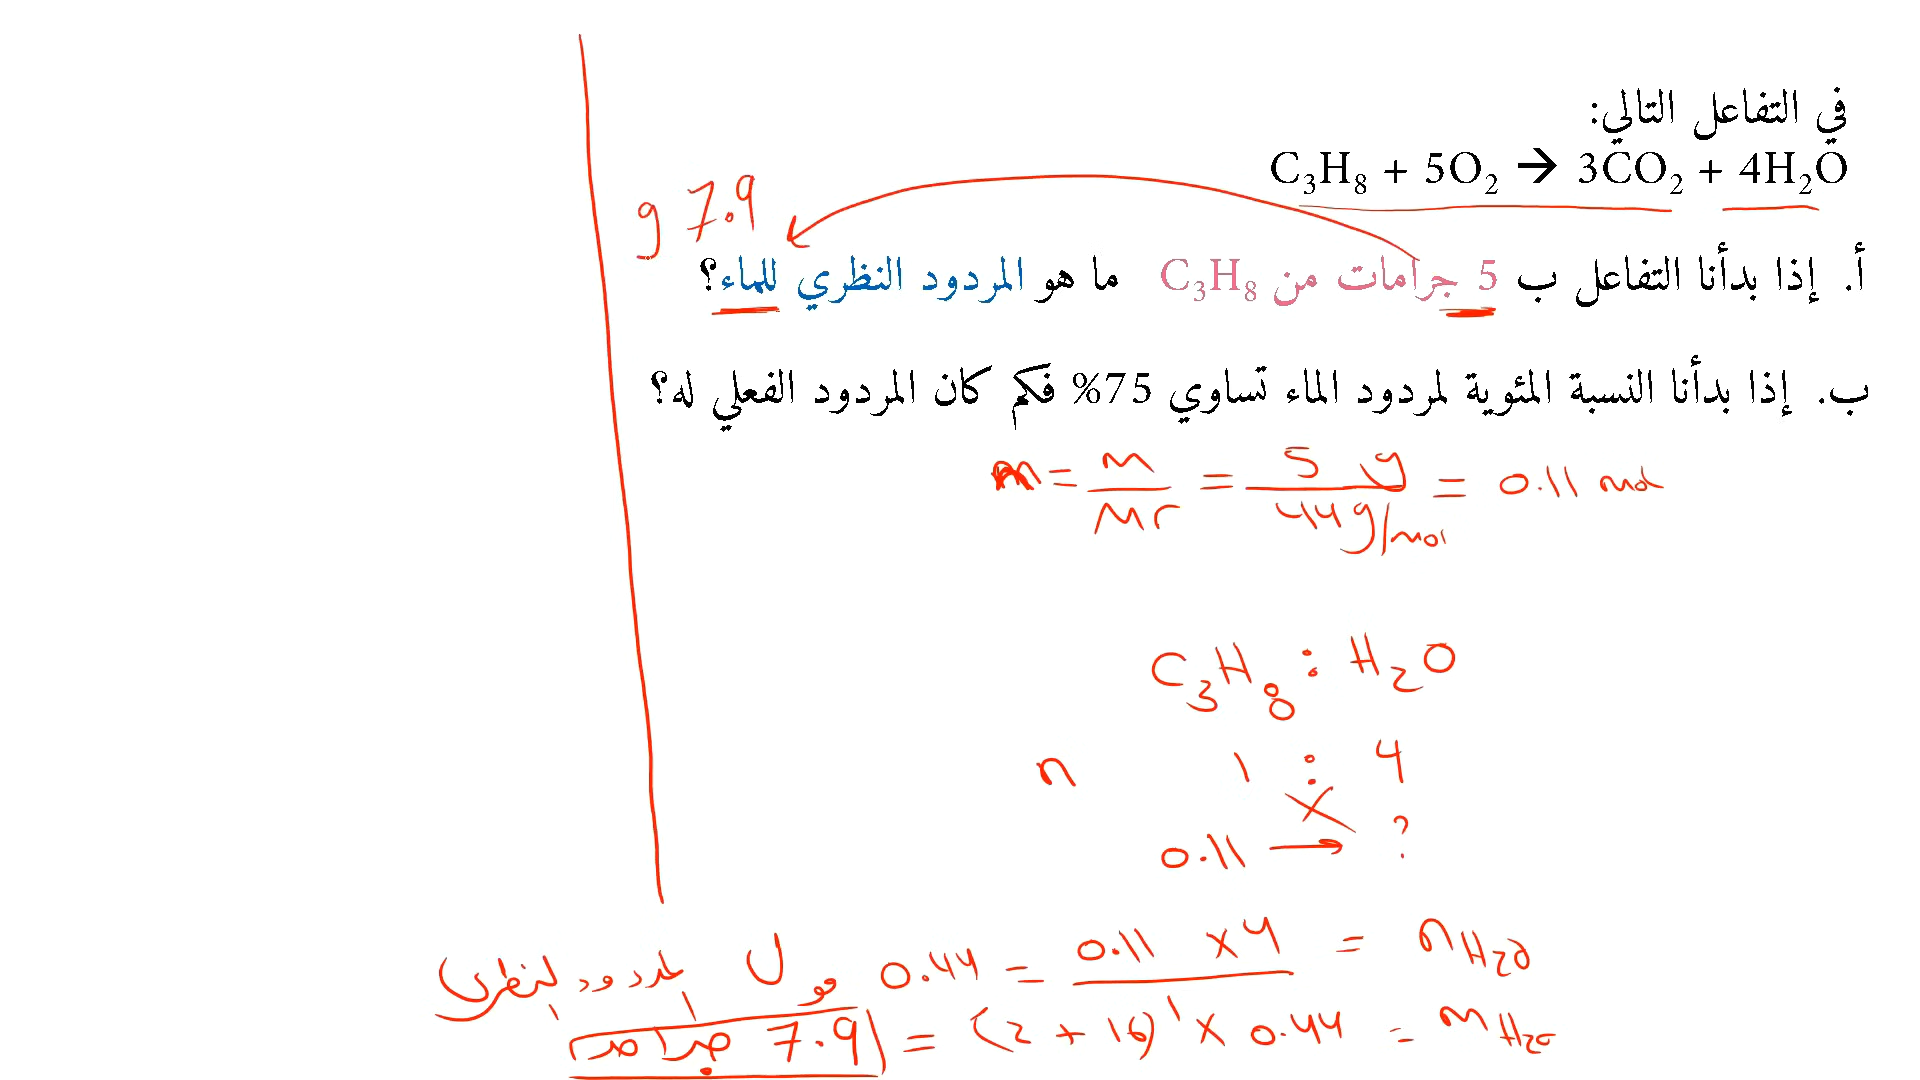 في التفاعل التالي:
C₃H₈ + 5O₂ → 3CO₂ + 4H₂O
g 7.9
أ. إذا بدأنا التفاعل ب 5 جرامات من C₃H₈ ما هو المردود النظري للماء؟
ب. إذا بدأنا النسبة المئوية لمردود الماء تساوي 75% فكم كان المردود الفعلي له؟
n = m / Mr = 5 g / 44 g/mol = 0.11 mol
C₃H₈ : H₂O
n 1 : 4
0.11 → ?
nH₂O = 0.11 × 4 / 1 = 0.44 مول المردود النظري
mH₂O = 0.44 × (2 + 16) = 7.9 جرامات